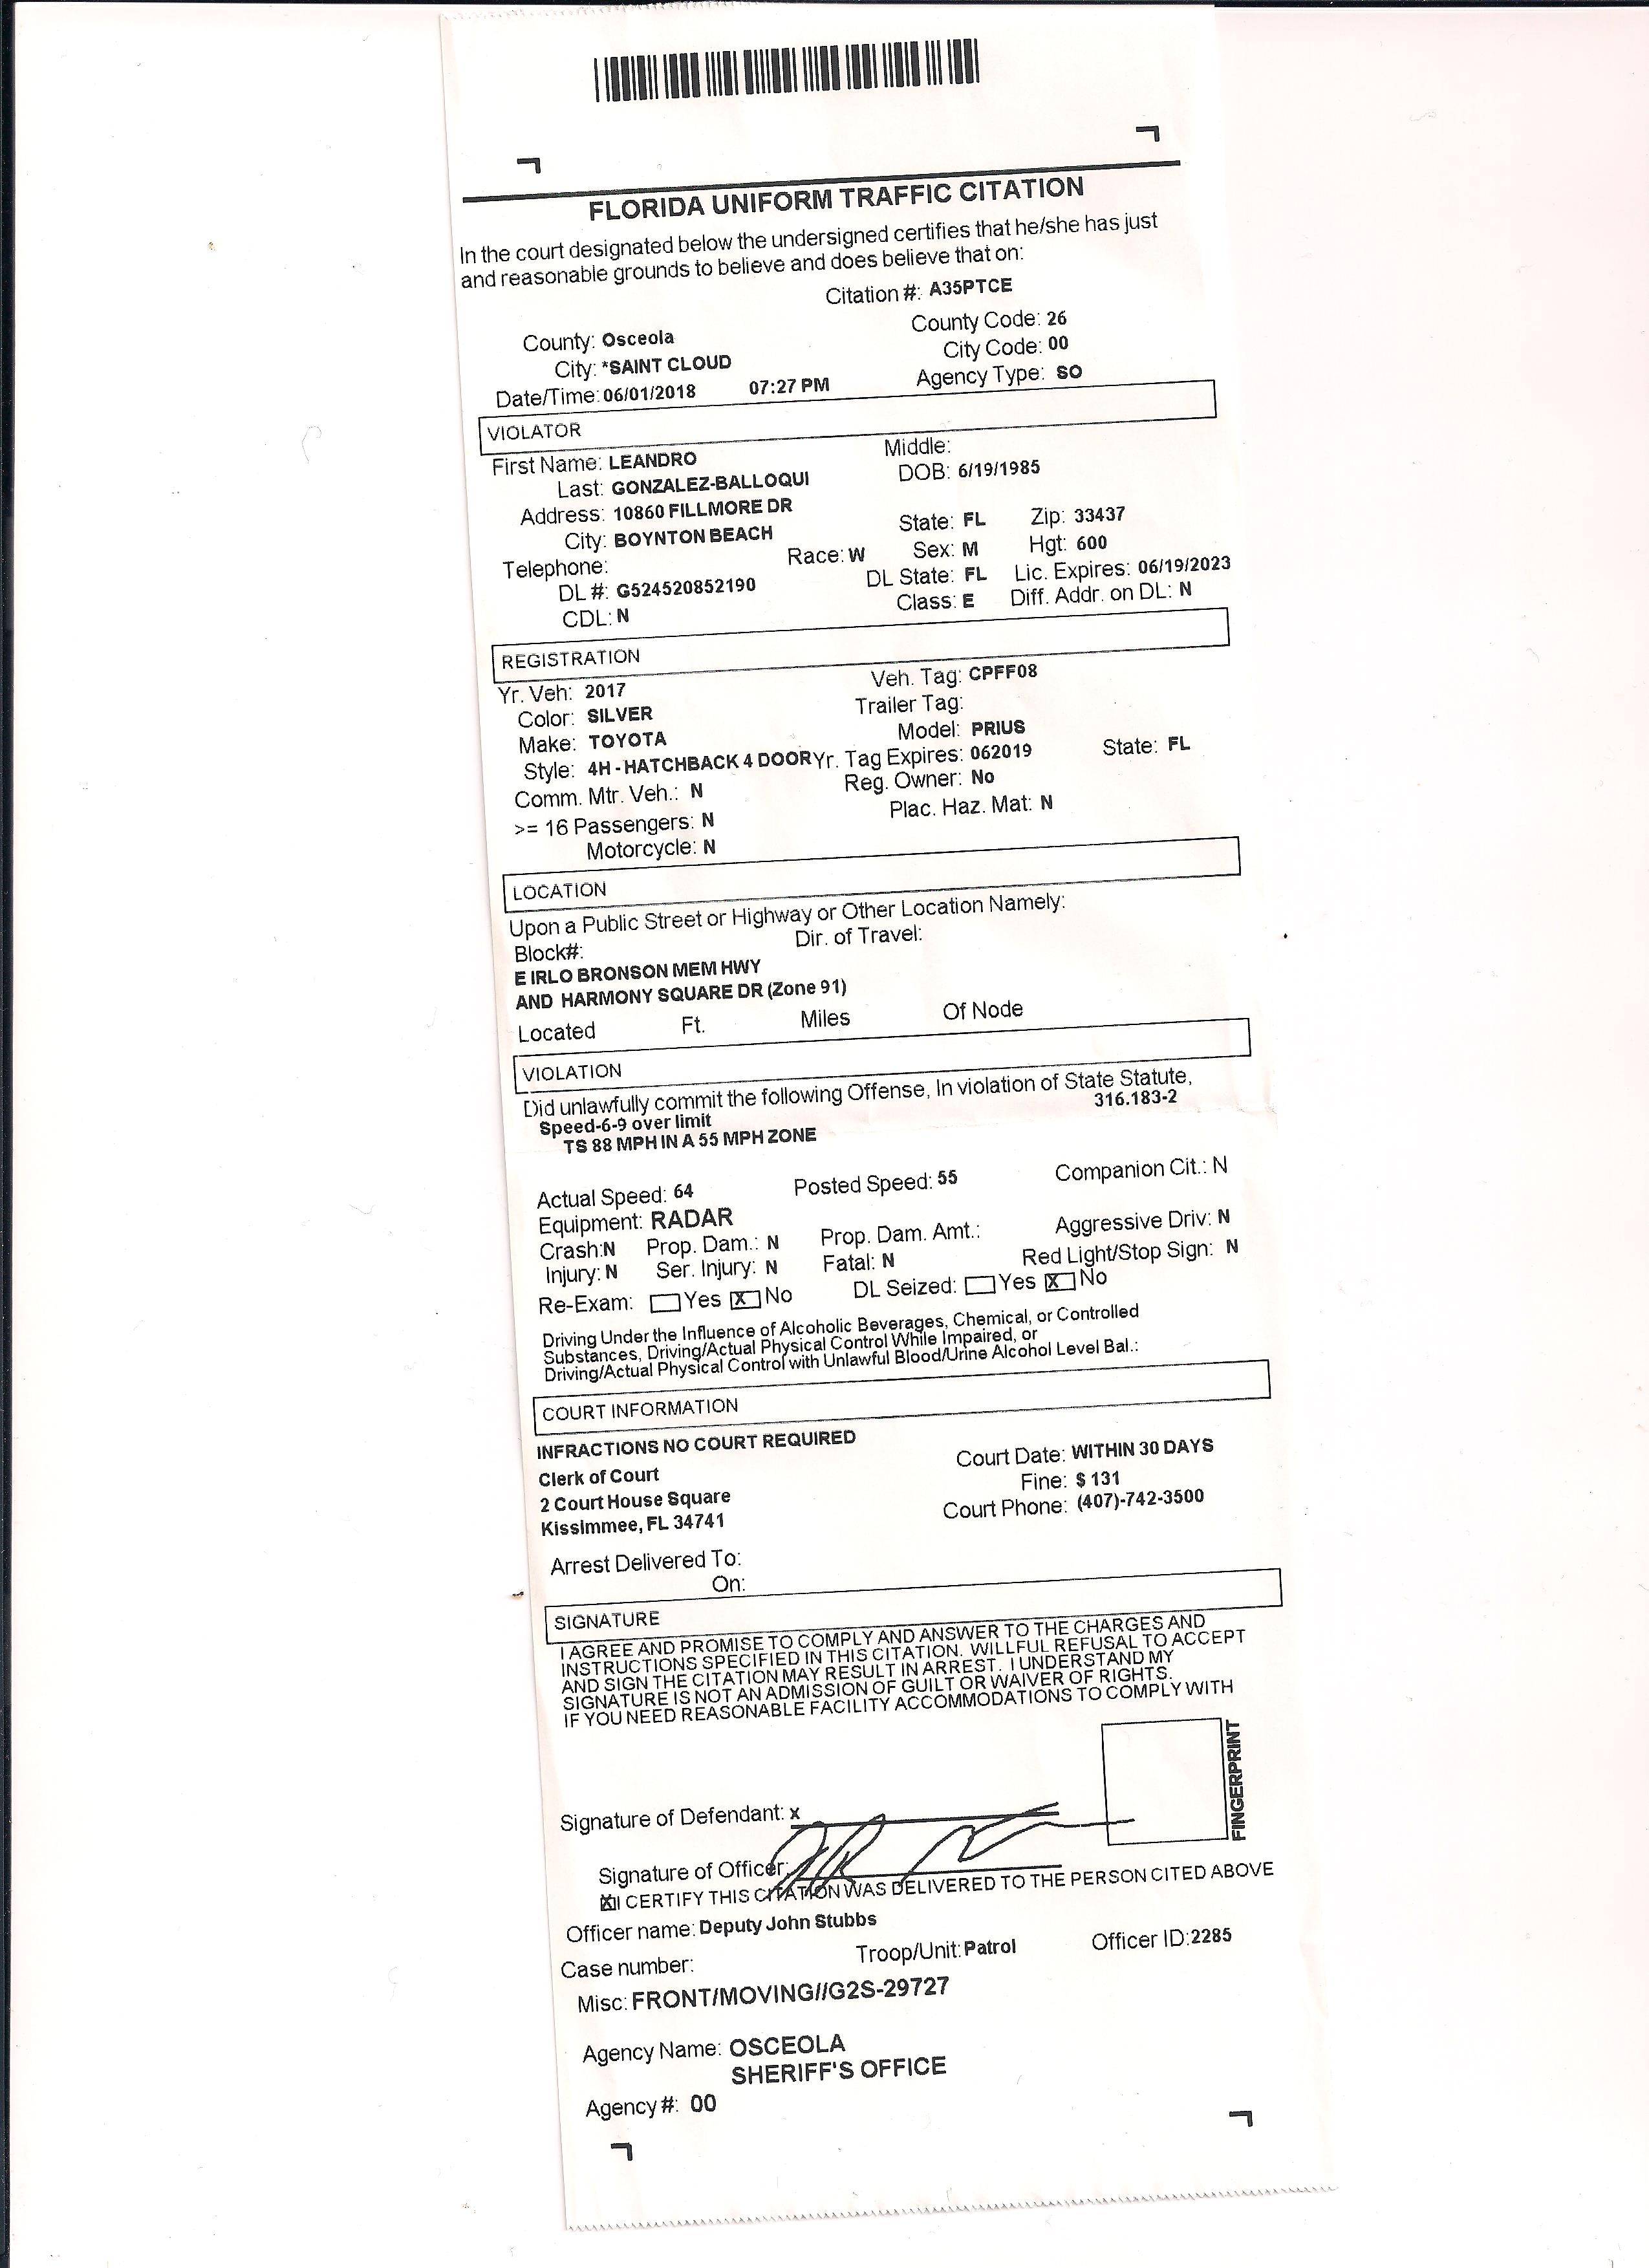 FLORIDA UNIFORM TRAFFIC CITATION
In the court designated below the undersigned certifies that he/she has just
and reasonable grounds to believe and does believe that on:
Citation #: A35PTCE
County: Osceola County Code: 26
City: *SAINT CLOUD City Code: 00
Date/Time: 06/01/2018 07:27 PM Agency Type: SO
VIOLATOR
First Name: LEANDRO Middle:
Last: GONZALEZ-BALLOQUI DOB: 6/19/1985
Address: 10860 FILLMORE DR
City: BOYNTON BEACH State: FL Zip: 33437
Telephone: Race: W Sex: M Hgt: 600
DL #: G524520852190 DL State: FL Lic. Expires: 06/19/2023
CDL: N Class: E Diff. Addr. on DL: N
REGISTRATION
Yr. Veh: 2017 Veh. Tag: CPFF08
Color: SILVER Trailer Tag:
Make: TOYOTA Model: PRIUS
Style: 4H - HATCHBACK 4 DOOR Yr. Tag Expires: 062019 State: FL
Comm. Mtr. Veh.: N Reg. Owner: No
>= 16 Passengers: N Plac. Haz. Mat: N
Motorcycle: N
LOCATION
Upon a Public Street or Highway or Other Location Namely:
Block#: Dir. of Travel:
E IRLO BRONSON MEM HWY
AND HARMONY SQUARE DR (Zone 91)
Located Ft. Miles Of Node
VIOLATION
Did unlawfully commit the following Offense, In violation of State Statute,
Speed-6-9 over limit 316.183-2
TS 88 MPH IN A 55 MPH ZONE
Actual Speed: 64 Posted Speed: 55 Companion Cit.: N
Equipment: RADAR
Crash: N Prop. Dam.: N Prop. Dam. Amt.: Aggressive Driv: N
Injury: N Ser. Injury: N Fatal: N Red Light/Stop Sign: N
Re-Exam: Yes X No DL Seized: Yes X No
Driving Under the Influence of Alcoholic Beverages, Chemical, or Controlled
Substances, Driving/Actual Physical Control While Impaired, or
Driving/Actual Physical Control with Unlawful Blood/Urine Alcohol Level Bal.:
COURT INFORMATION
INFRACTIONS NO COURT REQUIRED
Clerk of Court Court Date: WITHIN 30 DAYS
2 Court House Square Fine: $ 131
Kissimmee, FL 34741 Court Phone: (407)-742-3500
Arrest Delivered To:
On:
SIGNATURE
I AGREE AND PROMISE TO COMPLY AND ANSWER TO THE CHARGES AND
INSTRUCTIONS SPECIFIED IN THIS CITATION. WILLFUL REFUSAL TO ACCEPT
AND SIGN THE CITATION MAY RESULT IN ARREST. I UNDERSTAND MY
SIGNATURE IS NOT AN ADMISSION OF GUILT OR WAIVER OF RIGHTS.
IF YOU NEED REASONABLE FACILITY ACCOMMODATIONS TO COMPLY WITH
FINGERPRINT
Signature of Defendant: x
Signature of Officer:
X I CERTIFY THIS CITATION WAS DELIVERED TO THE PERSON CITED ABOVE
Officer name: Deputy John Stubbs
Case number: Troop/Unit: Patrol Officer ID: 2285
Misc: FRONT/MOVING//G2S-29727
Agency Name: OSCEOLA
SHERIFF'S OFFICE
Agency #: 00